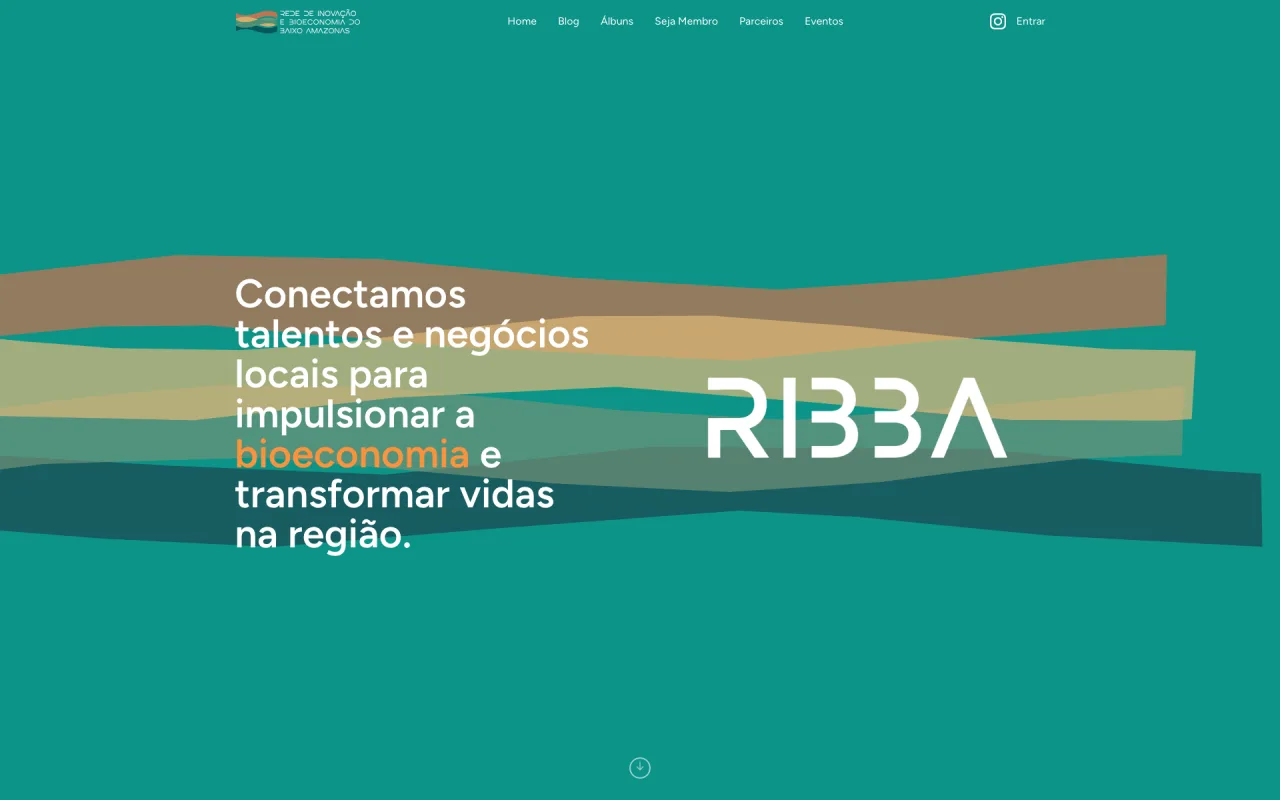 REDE DE INOVAÇÃO
E BIOECONOMIA DO
BAIXO AMAZONAS
Home
Blog
Álbuns
Seja Membro
Parceiros
Eventos
Entrar
Conectamos
talentos e negócios
locais para
impulsionar a
bioeconomia e
transformar vidas
na região.
RIBBA